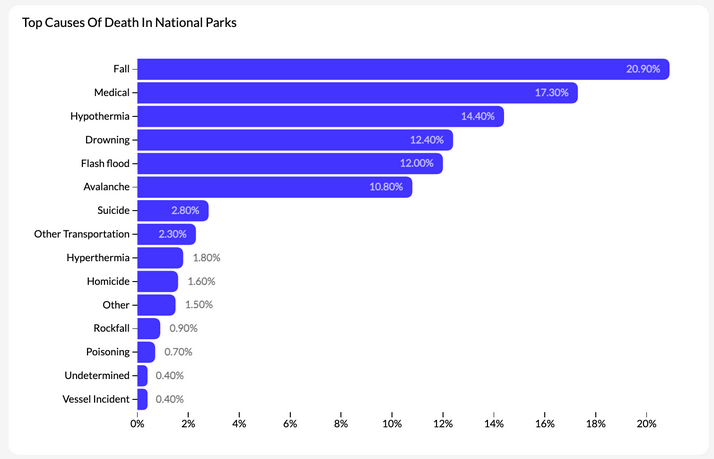 Top Causes Of Death In National Parks
Fall 20.90%
Medical 17.30%
Hypothermia 14.40%
Drowning 12.40%
Flash flood 12.00%
Avalanche 10.80%
Suicide 2.80%
Other Transportation 2.30%
Hyperthermia 1.80%
Homicide 1.60%
Other 1.50%
Rockfall 0.90%
Poisoning 0.70%
Undetermined 0.40%
Vessel Incident 0.40%
0% 2% 4% 6% 8% 10% 12% 14% 16% 18% 20%